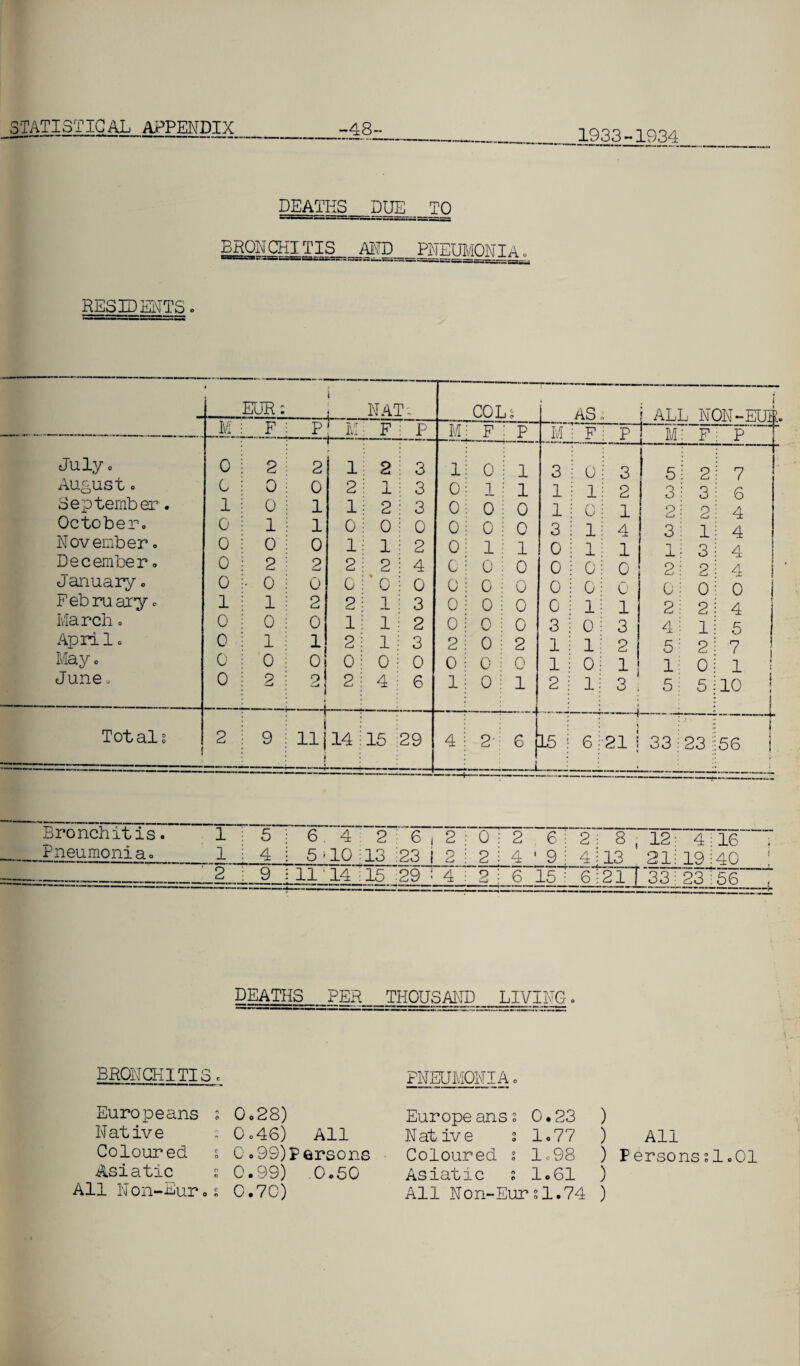 STATISTICAL APPENDIX -48- 1933-1934
DEATHS DUE TO
BRONCHITIS AND PNEUMONIA.
RESIDENTS.
EUR: NAT: COL: AS. ALL NON-EUR.
M F P M F P M F P M F P M F P
July. 0 2 2 1 2 3 1 0 1 3 0 3 5 2 7
August. 0 0 0 2 1 3 0 1 1 1 1 2 3 3 6
September. 1 0 1 1 2 3 0 0 0 1 0 1 2 2 4
October. 0 1 1 0 0 0 0 0 0 3 1 4 3 1 4
November. 0 0 0 1 1 2 0 1 1 0 1 1 1 3 4
December. 0 2 2 2 2 4 0 0 0 0 0 0 2 2 4
January. 0 0 0 0 0 0 0 0 0 0 0 0 0 0 0
February. 1 1 2 2 1 3 0 0 0 0 1 1 2 2 4
March. 0 0 0 1 1 2 0 0 0 3 0 3 4 1 5
April. 0 1 1 2 1 3 2 0 2 1 1 2 5 2 7
May. 0 0 0 0 0 0 0 0 0 1 0 1 1 0 1
June. 0 2 2 2 4 6 1 0 1 2 1 3 5 5 10
Total: 2 9 11 14 15 29 4 2 6 15 6 21 33 23 56
Bronchitis. 1 5 6 4 2 6 2 0 2 6 2 8 12 4 16
Pneumonia. 1 4 5 10 13 23 2 2 4 9 4 13 21 19 40
2 9 11 14 15 29 4 2 6 15 6 21 33 23 56
DEATHS PER THOUSAND LIVING.
BRONCHITIS. PNEUMONIA.
Europeans : 0.28) Europeans: 0.23 )
Native : 0.46) All Native : 1.77 ) All
Coloured : 0.99)Persons Coloured : 1.98 ) Persons:1.01
Asiatic : 0.99) 0.50 Asiatic : 1.61 )
All Non-Eur.: 0.70) All Non-Eur:1.74 )